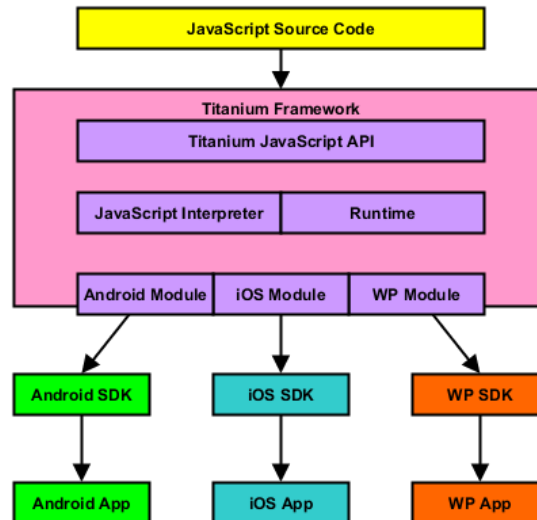 JavaScript Source Code
Titanium Framework
Titanium JavaScript API
JavaScript Interpreter
Runtime
Android Module
iOS Module
WP Module
Android SDK
iOS SDK
WP SDK
Android App
iOS App
WP App